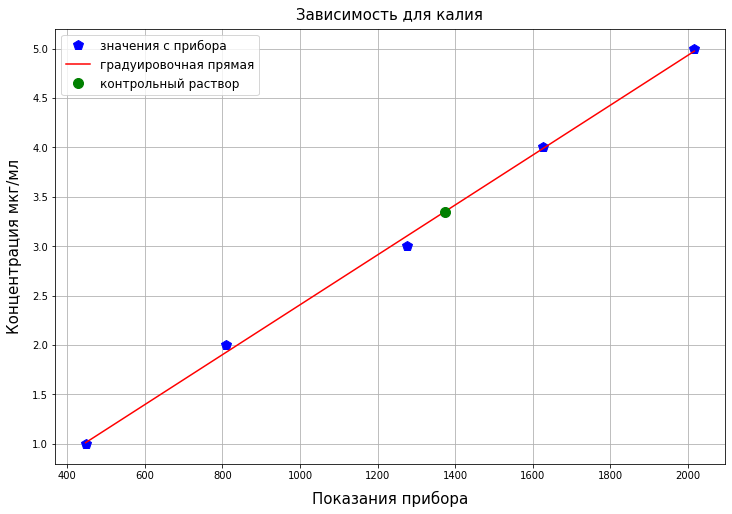 Зависимость для калия
значения с прибора
градуировочная прямая
контрольный раствор
Концентрация мкг/мл
5.0
4.5
4.0
3.5
3.0
2.5
2.0
1.5
1.0
400 600 800 1000 1200 1400 1600 1800 2000
Показания прибора